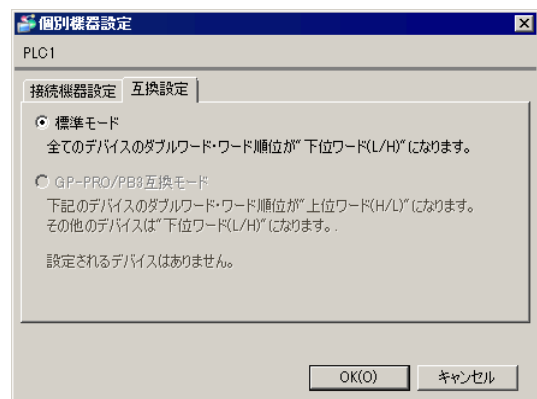 個別機器設定
PLC1
接続機器設定 互換設定
標準モード
全てのデバイスのダブルワード・ワード順位が"下位ワード(L/H)"になります。
GP-PRO/PB3互換モード
下記のデバイスのダブルワード・ワード順位が"上位ワード(H/L)"になります。
その他のデバイスは"下位ワード(L/H)"になります。.
設定されるデバイスはありません。
OK(O) キャンセル